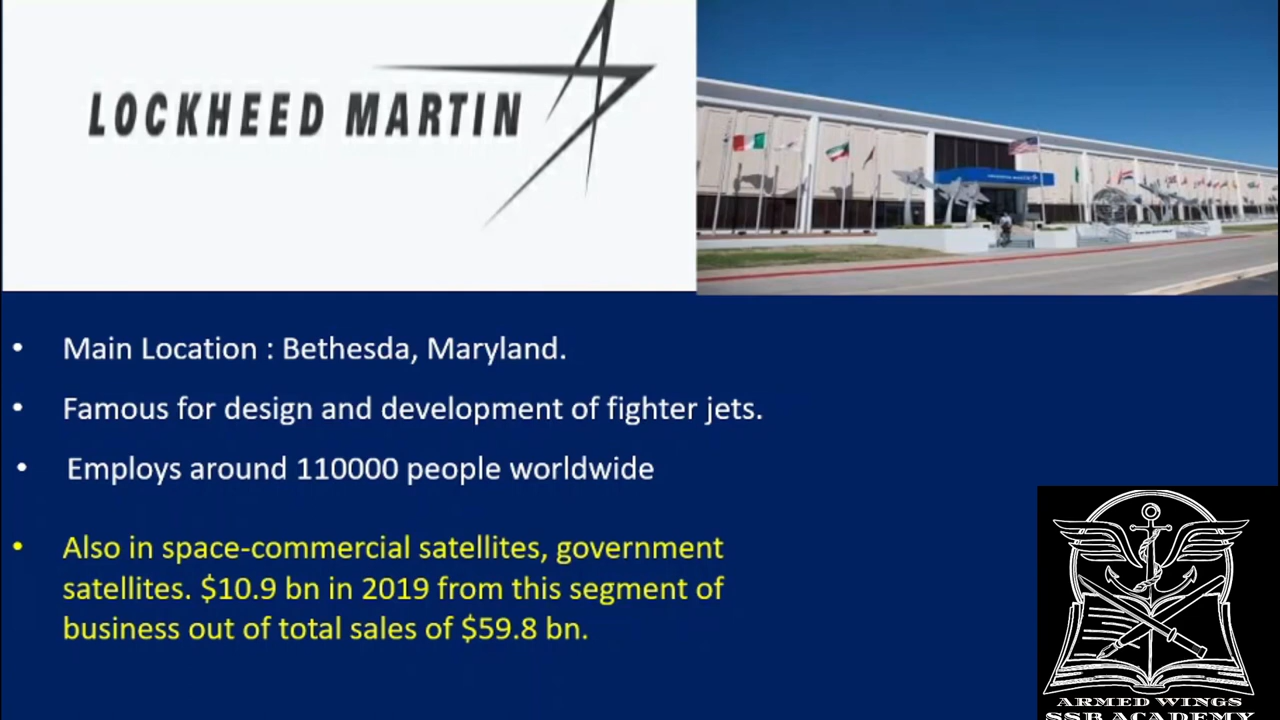 LOCKHEED MARTIN
• Main Location : Bethesda, Maryland.
• Famous for design and development of fighter jets.
• Employs around 110000 people worldwide
• Also in space-commercial satellites, government
satellites. $10.9 bn in 2019 from this segment of
business out of total sales of $59.8 bn.
ARMED WINGS
SSB ACADEMY